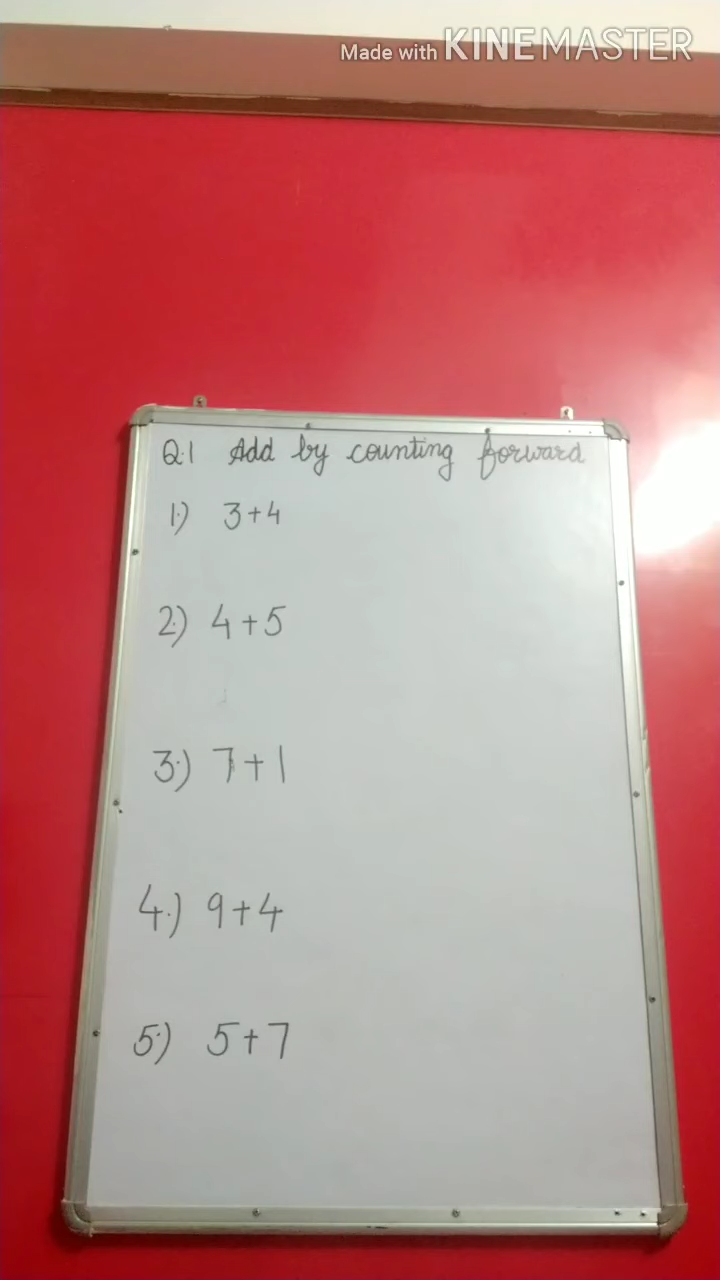 Made with KINEMASTER
Q.1 Add by counting forward
1.) 3+4
2.) 4+5
3.) 7+1
4.) 9+4
5.) 5+7